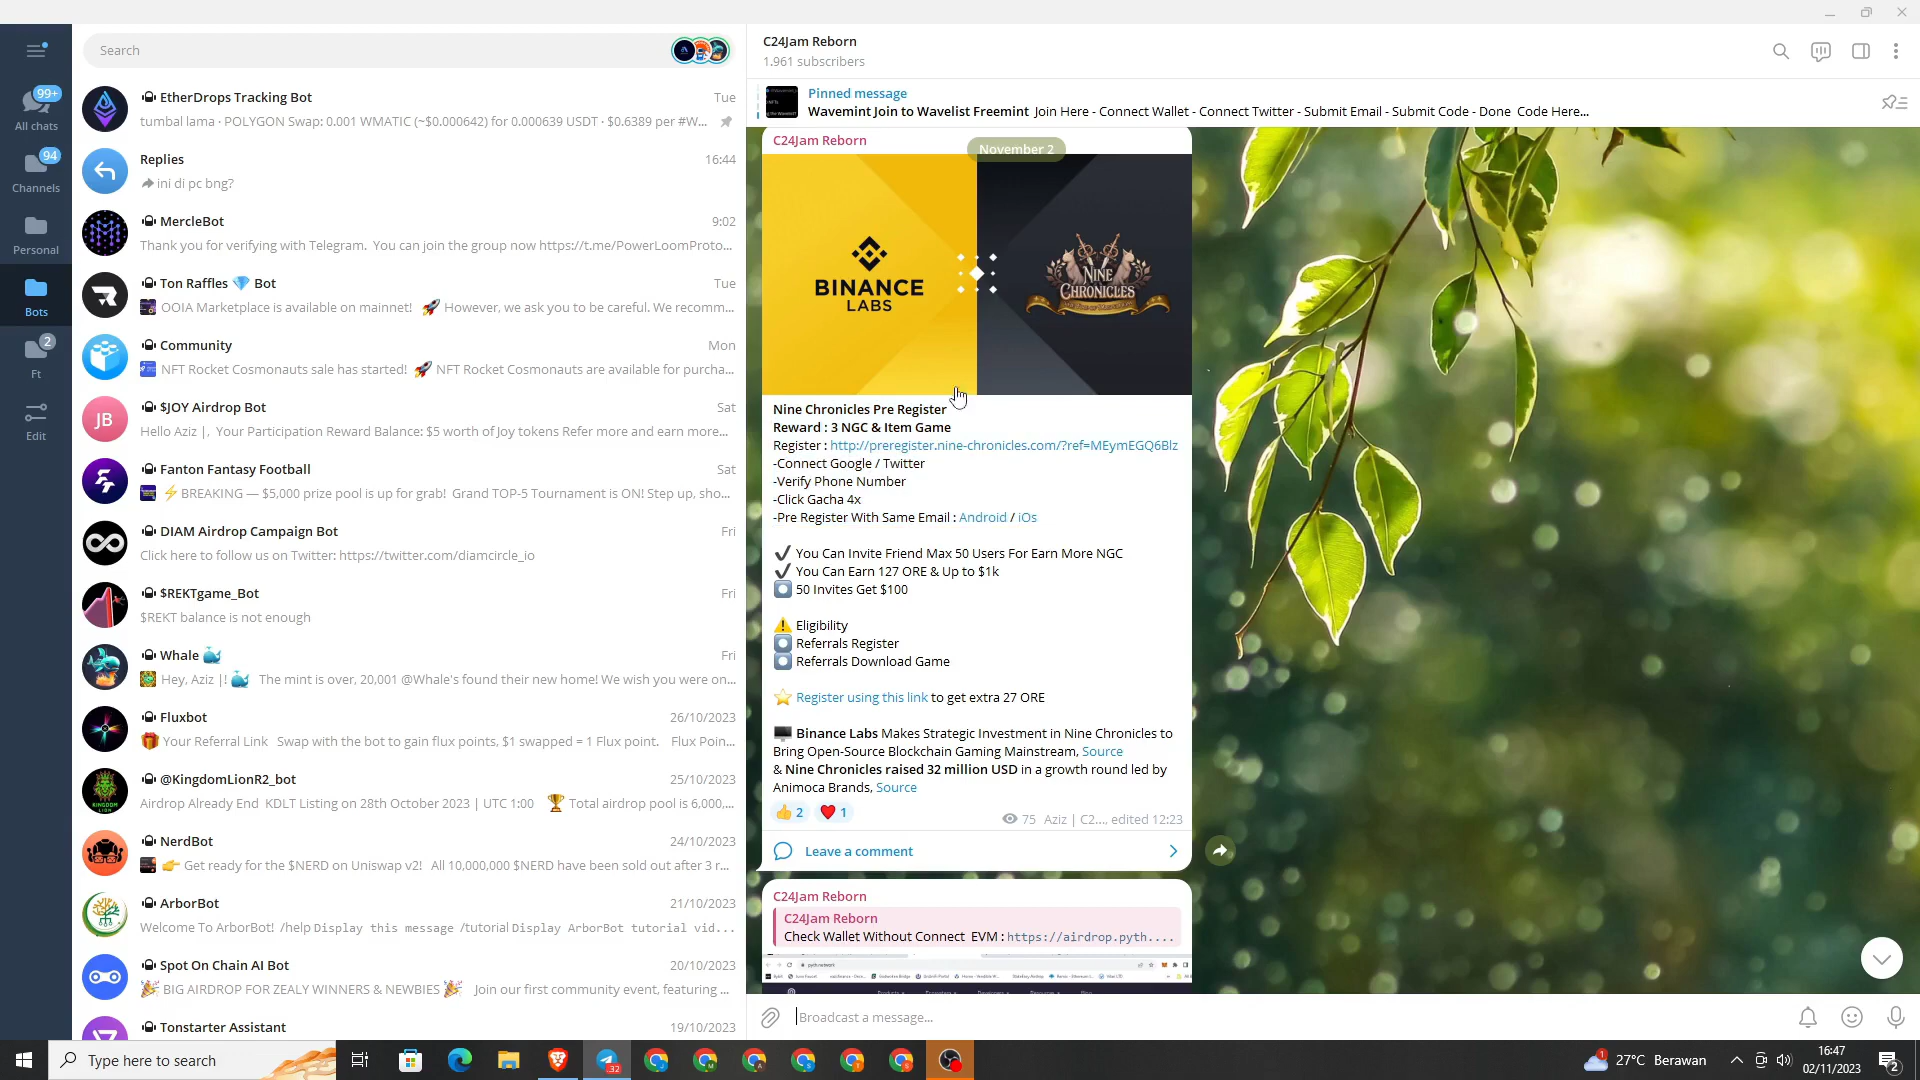 Search
C24Jam Reborn
1.961 subscribers
Pinned message
Wavemint Join to Wavelist Freemint Join Here - Connect Wallet - Connect Twitter - Submit Email - Submit Code - Done Code Here...
99+
All chats
94
Channels
Personal
Bots
2
Ft
Edit
EtherDrops Tracking Bot
Tue
tumbal lama · POLYGON Swap: 0.001 WMATIC (~$0.000642) for 0.000639 USDT · $0.6389 per #W...
Replies
16:44
ini di pc bng?
MercleBot
9:02
Thank you for verifying with Telegram. You can join the group now https://t.me/PowerLoomProto...
Ton Raffles 💎 Bot
Tue
OOIA Marketplace is available on mainnet! 🚀 However, we ask you to be careful. We recomm...
Community
Mon
NFT Rocket Cosmonauts sale has started! 🚀 NFT Rocket Cosmonauts are available for purcha...
JB
$JOY Airdrop Bot
Sat
Hello Aziz |, Your Participation Reward Balance: $5 worth of Joy tokens Refer more and earn more...
Fanton Fantasy Football
Sat
⚡ BREAKING — $5,000 prize pool is up for grab! Grand TOP-5 Tournament is ON! Step up, sho...
DIAM Airdrop Campaign Bot
Fri
Click here to follow us on Twitter: https://twitter.com/diamcircle_io
$REKTgame_Bot
Fri
$REKT balance is not enough
Whale 🐳
Fri
Hey, Aziz |! 🐳 The mint is over, 20,001 @Whale's found their new home! We wish you were on...
Fluxbot
26/10/2023
🎁 Your Referral Link Swap with the bot to gain flux points, $1 swapped = 1 Flux point. Flux Poin...
@KingdomLionR2_bot
25/10/2023
Airdrop Already End KDLT Listing on 28th October 2023 | UTC 1:00 🏆 Total airdrop pool is 6,000,...
NerdBot
24/10/2023
👉 Get ready for the $NERD on Uniswap v2! All 10,000,000 $NERD have been sold out after 3 r...
ArborBot
21/10/2023
Welcome To ArborBot! /help Display this message /tutorial Display ArborBot tutorial vid...
Spot On Chain AI Bot
20/10/2023
🎉 BIG AIRDROP FOR ZEALY WINNERS & NEWBIES 🎉 Join our first community event, featuring ...
Tonstarter Assistant
19/10/2023
C24Jam Reborn
November 2
BINANCE
LABS
NINE
CHRONICLES
Nine Chronicles Pre Register
Reward : 3 NGC & Item Game
Register : http://preregister.nine-chronicles.com/?ref=MEymEGQ6Blz
-Connect Google / Twitter
-Verify Phone Number
-Click Gacha 4x
-Pre Register With Same Email : Android / iOs
✔️ You Can Invite Friend Max 50 Users For Earn More NGC
✔️ You Can Earn 127 ORE & Up to $1k
⏺ 50 Invites Get $100
⚠️ Eligibility
⏺ Referrals Register
⏺ Referrals Download Game
⭐ Register using this link to get extra 27 ORE
🖥 Binance Labs Makes Strategic Investment in Nine Chronicles to
Bring Open-Source Blockchain Gaming Mainstream, Source
& Nine Chronicles raised 32 million USD in a growth round led by
Animoca Brands, Source
👍 2 ❤️ 1
75 Aziz | C2..., edited 12:23
Leave a comment
C24Jam Reborn
C24Jam Reborn
Check Wallet Without Connect EVM : https://airdrop.pyth....
Broadcast a message...
Type here to search
27°C Berawan
16:47
02/11/2023
2